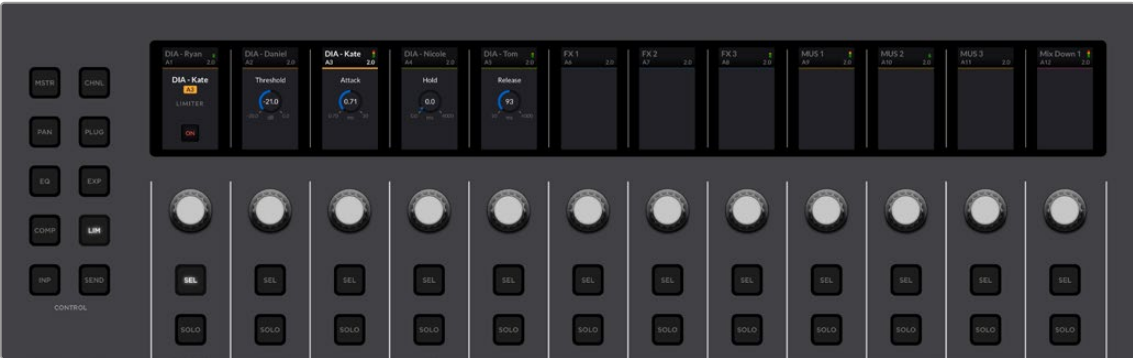 DIA - Ryan
A1 2.0
DIA - Daniel
A2 2.0
DIA - Kate
A3 2.0
DIA - Nicole
A4 2.0
DIA - Tom
A5 2.0
FX 1
A6 2.0
FX 2
A7 2.0
FX 3
A8 2.0
MUS 1
A9 2.0
MUS 2
A10 2.0
MUS 3
A11 2.0
Mix Down 1
A12 2.0
DIA - Kate
A3
LIMITER
ON
Threshold
-21.0
dB
Attack
0.71
ms
Hold
0.0
ms
Release
93
ms
MSTR CHNL
PAN PLUG
EQ EXP
COMP LIM
INP SEND
CONTROL
SEL SEL SEL SEL SEL SEL SEL SEL SEL SEL SEL SEL
SOLO SOLO SOLO SOLO SOLO SOLO SOLO SOLO SOLO SOLO SOLO SOLO